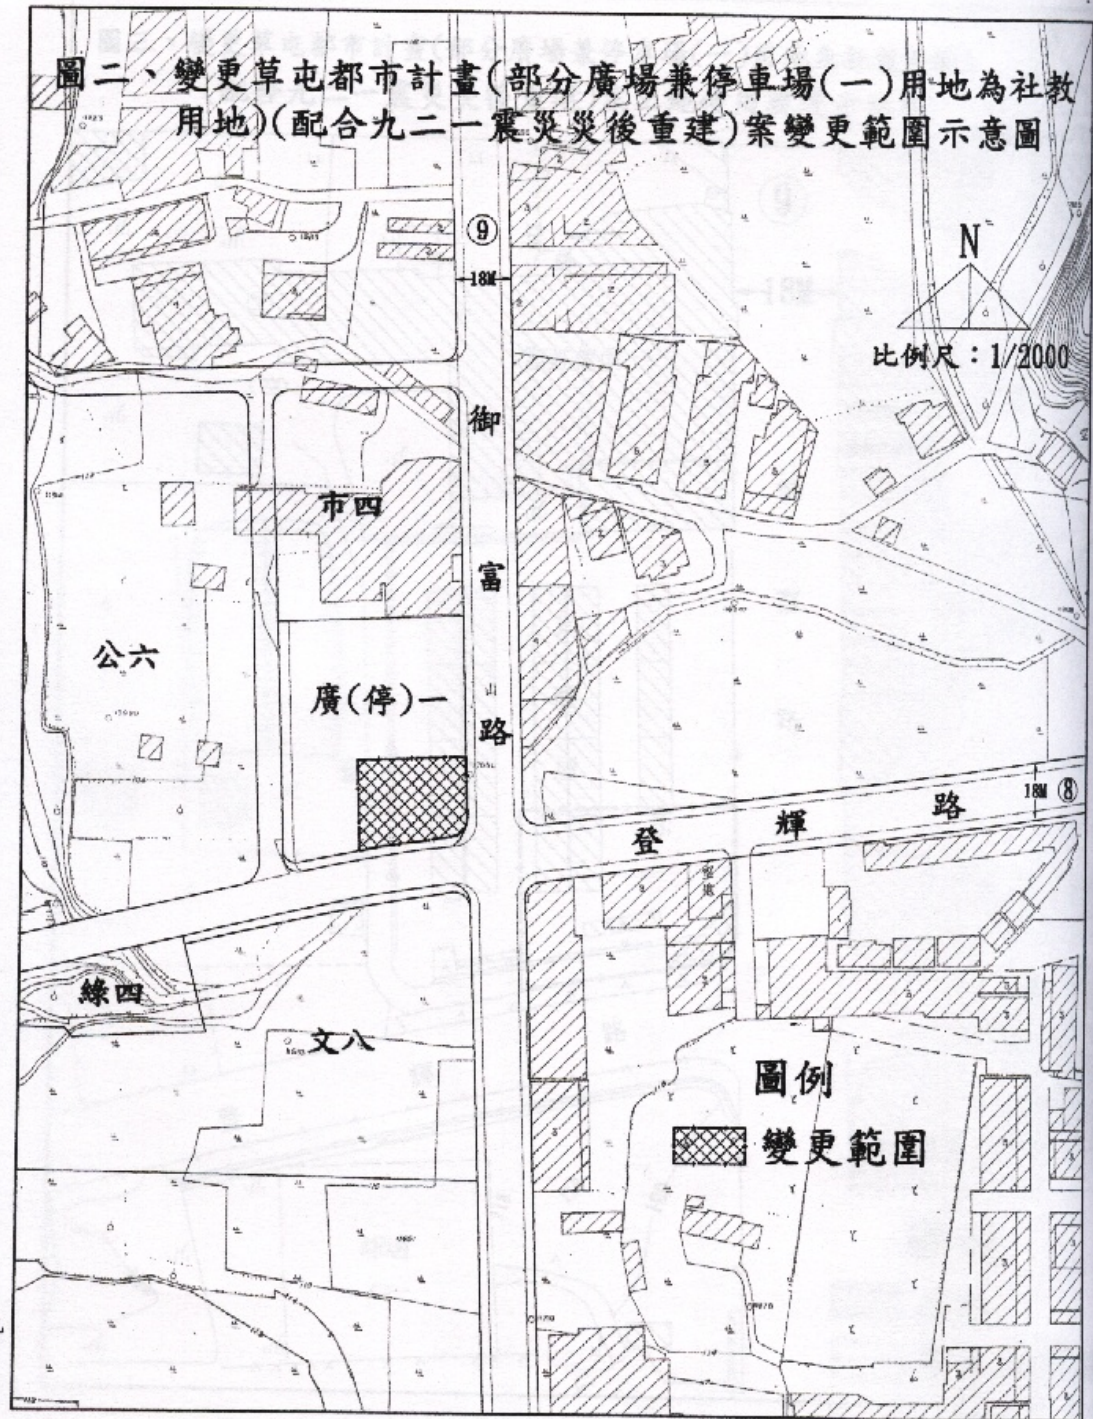 圖二、變更草屯都市計畫(部分廣場兼停車場(一)用地為社教
用地)(配合九二一震災災後重建)案變更範圍示意圖
⑨
18M
N
比例尺：1/2000
御
富
路
市四
公六
廣(停)一
山
登輝路
18M ⑧
綠四
文八
圖例
變更範圍